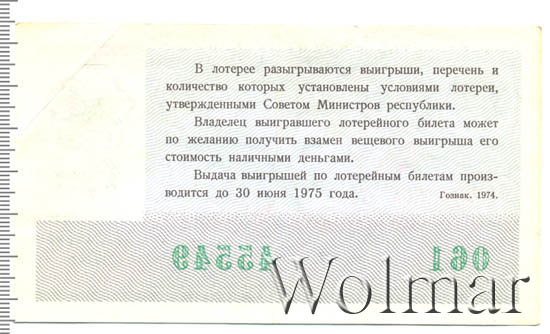 В лотерее разыгрываются выигрыши, перечень и
количество которых установлены условиями лотереи,
утвержденными Советом Министров республики.
Владелец выигравшего лотерейного билета может
по желанию получить взамен вещевого выигрыша его
стоимость наличными деньгами.
Выдача выигрышей по лотерейным билетам произ-
водится до 30 июня 1975 года. Гознак. 1974.
45549 061
Wolmar